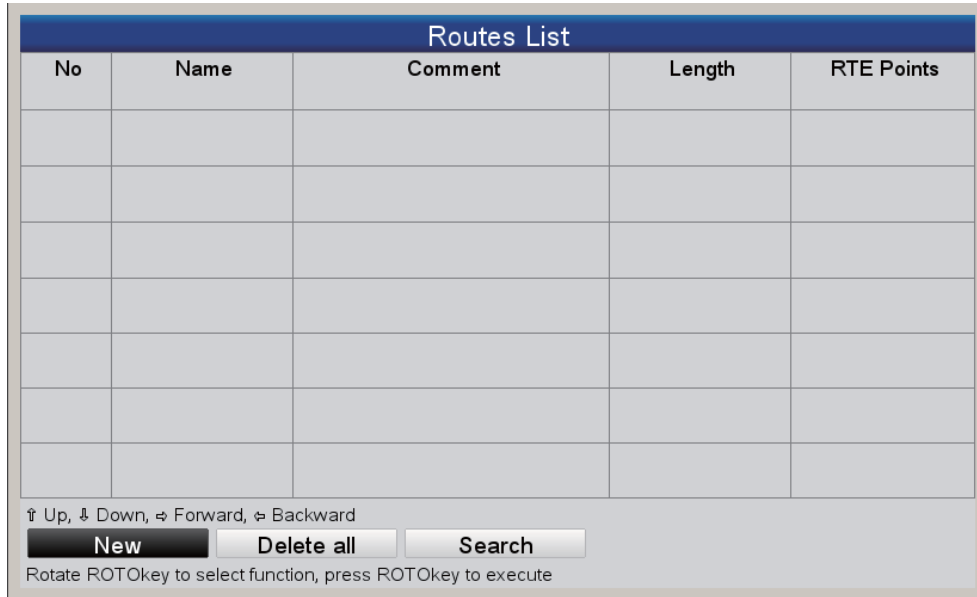 Routes List
No Name Comment Length RTE Points
⇧ Up, ⇩ Down, ⇨ Forward, ⇦ Backward
New Delete all Search
Rotate ROTOkey to select function, press ROTOkey to execute